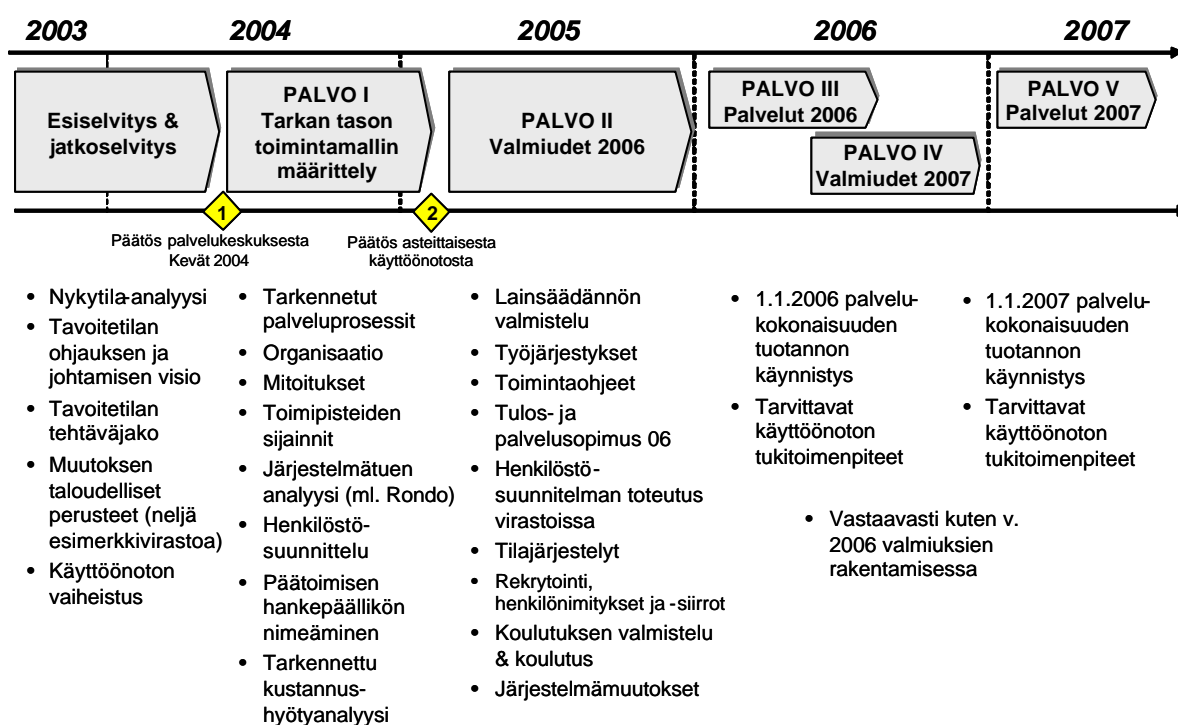 2003 2004 2005 2006 2007
Esiselvitys &
jatkoselvitys
PALVO I
Tarkan tason
toimintamallin
määrittely
PALVO II
Valmiudet 2006
PALVO III
Palvelut 2006
PALVO IV
Valmiudet 2007
PALVO V
Palvelut 2007
1
Päätös palvelukeskuksesta
Kevät 2004
2
Päätös asteittaisesta
käyttöönotosta
• Nykytila-analyysi
• Tavoitetilan
ohjauksen ja
johtamisen visio
• Tavoitetilan
tehtäväjako
• Muutoksen
taloudelliset
perusteet (neljä
esimerkkivirastoa)
• Käyttöönoton
vaiheistus
• Tarkennetut
palveluprosessit
• Organisaatio
• Mitoitukset
• Toimipisteiden
sijainnit
• Järjestelmätuen
analyysi (ml. Rondo)
• Henkilöstö-
suunnittelu
• Päätoimisen
hankepäällikön
nimeäminen
• Tarkennettu
kustannus-
hyötyanalyysi
• Lainsäädännön
valmistelu
• Työjärjestykset
• Toimintaohjeet
• Tulos- ja
palvelusopimus 06
• Henkilöstö-
suunnitelman toteutus
virastoissa
• Tilajärjestelyt
• Rekrytointi,
henkilönimitykset ja -siirrot
• Koulutuksen valmistelu
& koulutus
• Järjestelmämuutokset
• 1.1.2006 palvelu-
kokonaisuuden
tuotannon
käynnistys
• Tarvittavat
käyttöönoton
tukitoimenpiteet
• Vastaavasti kuten v.
2006 valmiuksien
rakentamisessa
• 1.1.2007 palvelu-
kokonaisuuden
tuotannon
käynnistys
• Tarvittavat
käyttöönoton
tukitoimenpiteet